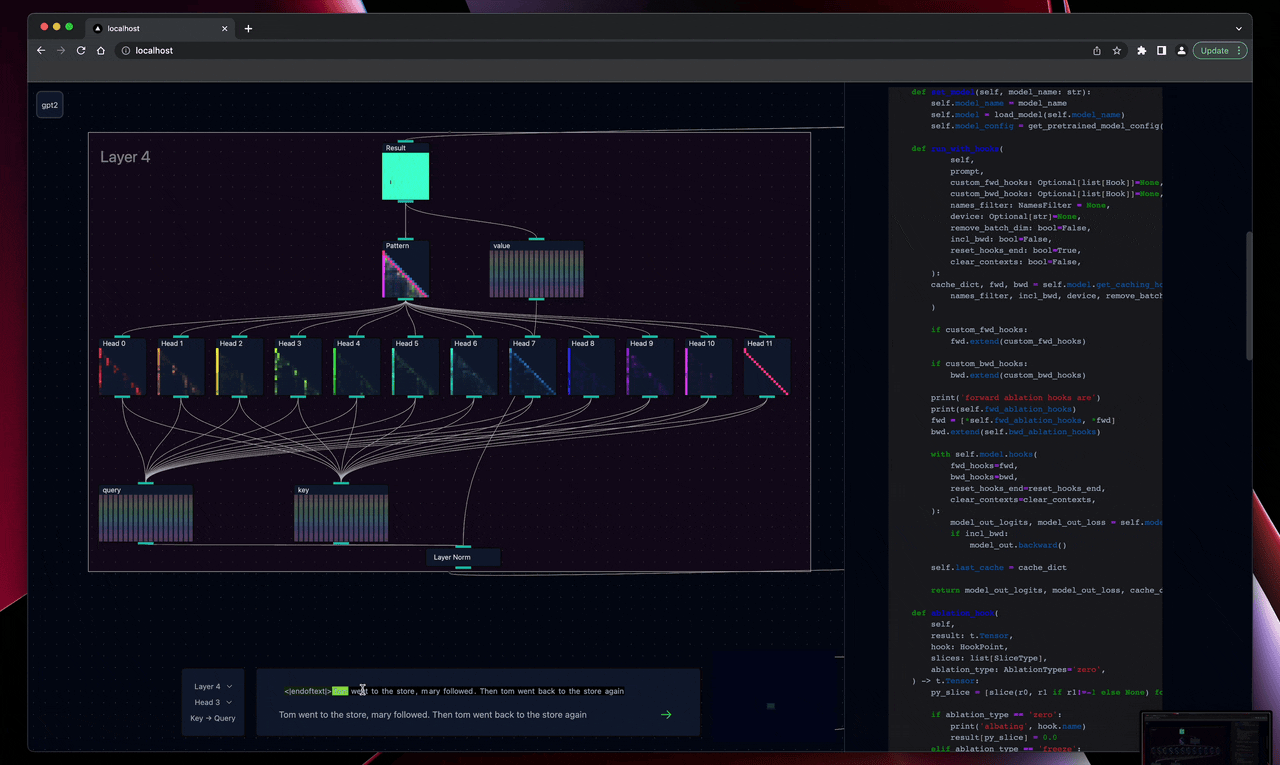 localhost
localhost
Update
gpt2
Layer 4
Result
Pattern
value
Head 0
Head 1
Head 2
Head 3
Head 4
Head 5
Head 6
Head 7
Head 8
Head 9
Head 10
Head 11
query
key
Layer Norm
Layer 4
Head 3
Key → Query
<|endoftext|> went to the store, mary followed. Then tom went back to the store again
Tom went to the store, mary followed. Then tom went back to the store again
def (self, model_name: str):
self.model_name = model_name
self.model = load_model(self.model_name)
self.model_config = get_pretrained_model_config(
def run_with_hooks(
self,
prompt,
custom_fwd_hooks: Optional[list[Hook]]=None,
custom_bwd_hooks: Optional[list[Hook]]=None,
names_filter: NamesFilter = None,
device: Optional[str]=None,
remove_batch_dim: bool=False,
incl_bwd: bool=False,
reset_hooks_end: bool=True,
clear_contexts: bool=False,
):
cache_dict, fwd, bwd = self.model.get_caching_ho
names_filter, incl_bwd, device, remove_batch
)
if custom_fwd_hooks:
fwd.extend(custom_fwd_hooks)
if custom_bwd_hooks:
bwd.extend(custom_bwd_hooks)
print('forward ablation hooks are')
print(self.fwd_ablation_hooks)
fwd = [*self.fwd_ablation_hooks, *fwd]
bwd.extend(self.bwd_ablation_hooks)
with self.model.hooks(
fwd_hooks=fwd,
bwd_hooks=bwd,
reset_hooks_end=reset_hooks_end,
clear_contexts=clear_contexts,
):
model_out_logits, model_out_loss = self.mode
if incl_bwd:
model_out.backward()
self.last_cache = cache_dict
return model_out_logits, model_out_loss, cache_d
def ablation_hook(
self,
result: t.Tensor,
hook: HookPoint,
slices: list[SliceType],
ablation_type: AblationTypes='zero',
) -> t.Tensor:
py_slice = [slice(r0, r1 if r1!=-1 else None) fo
if ablation_type == 'zero':
print('albating', hook.name)
result[py_slice] = 0.0
elif ablation_type == 'freeze':